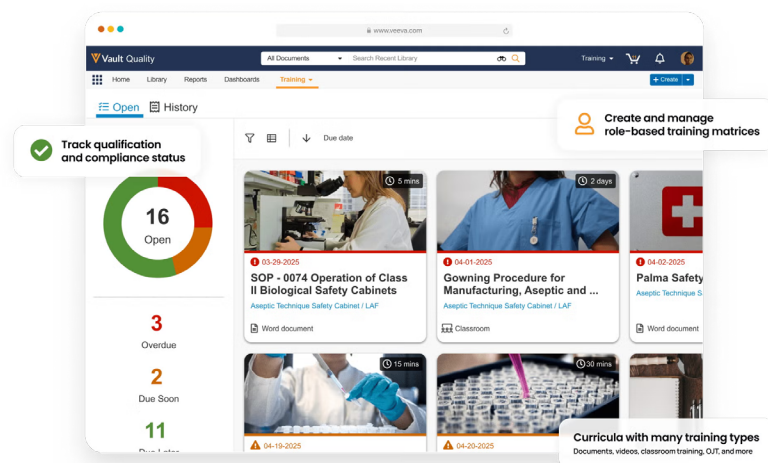 www.veeva.com
Vault Quality
All Documents
Search Recent Library
Training
Home
Library
Reports
Dashboards
Training
+ Create
Open
History
Track qualification
and compliance status
Due date
Create and manage
role-based training matrices
16
Open
3
Overdue
2
Due Soon
11
Due Later
5 mins
03-29-2025
SOP - 0074 Operation of Class
II Biological Safety Cabinets
Aseptic Technique Safety Cabinet / LAF
Word document
2 days
04-01-2025
Gowning Procedure for
Manufacturing, Aseptic and ...
Aseptic Technique Safety Cabinet / LAF
Classroom
04-02-2025
Palma Safety
Aseptic Technique S
Word document
15 mins
04-19-2025
30 mins
04-20-2025
Curricula with many training types
Documents, videos, classroom training, OJT, and more